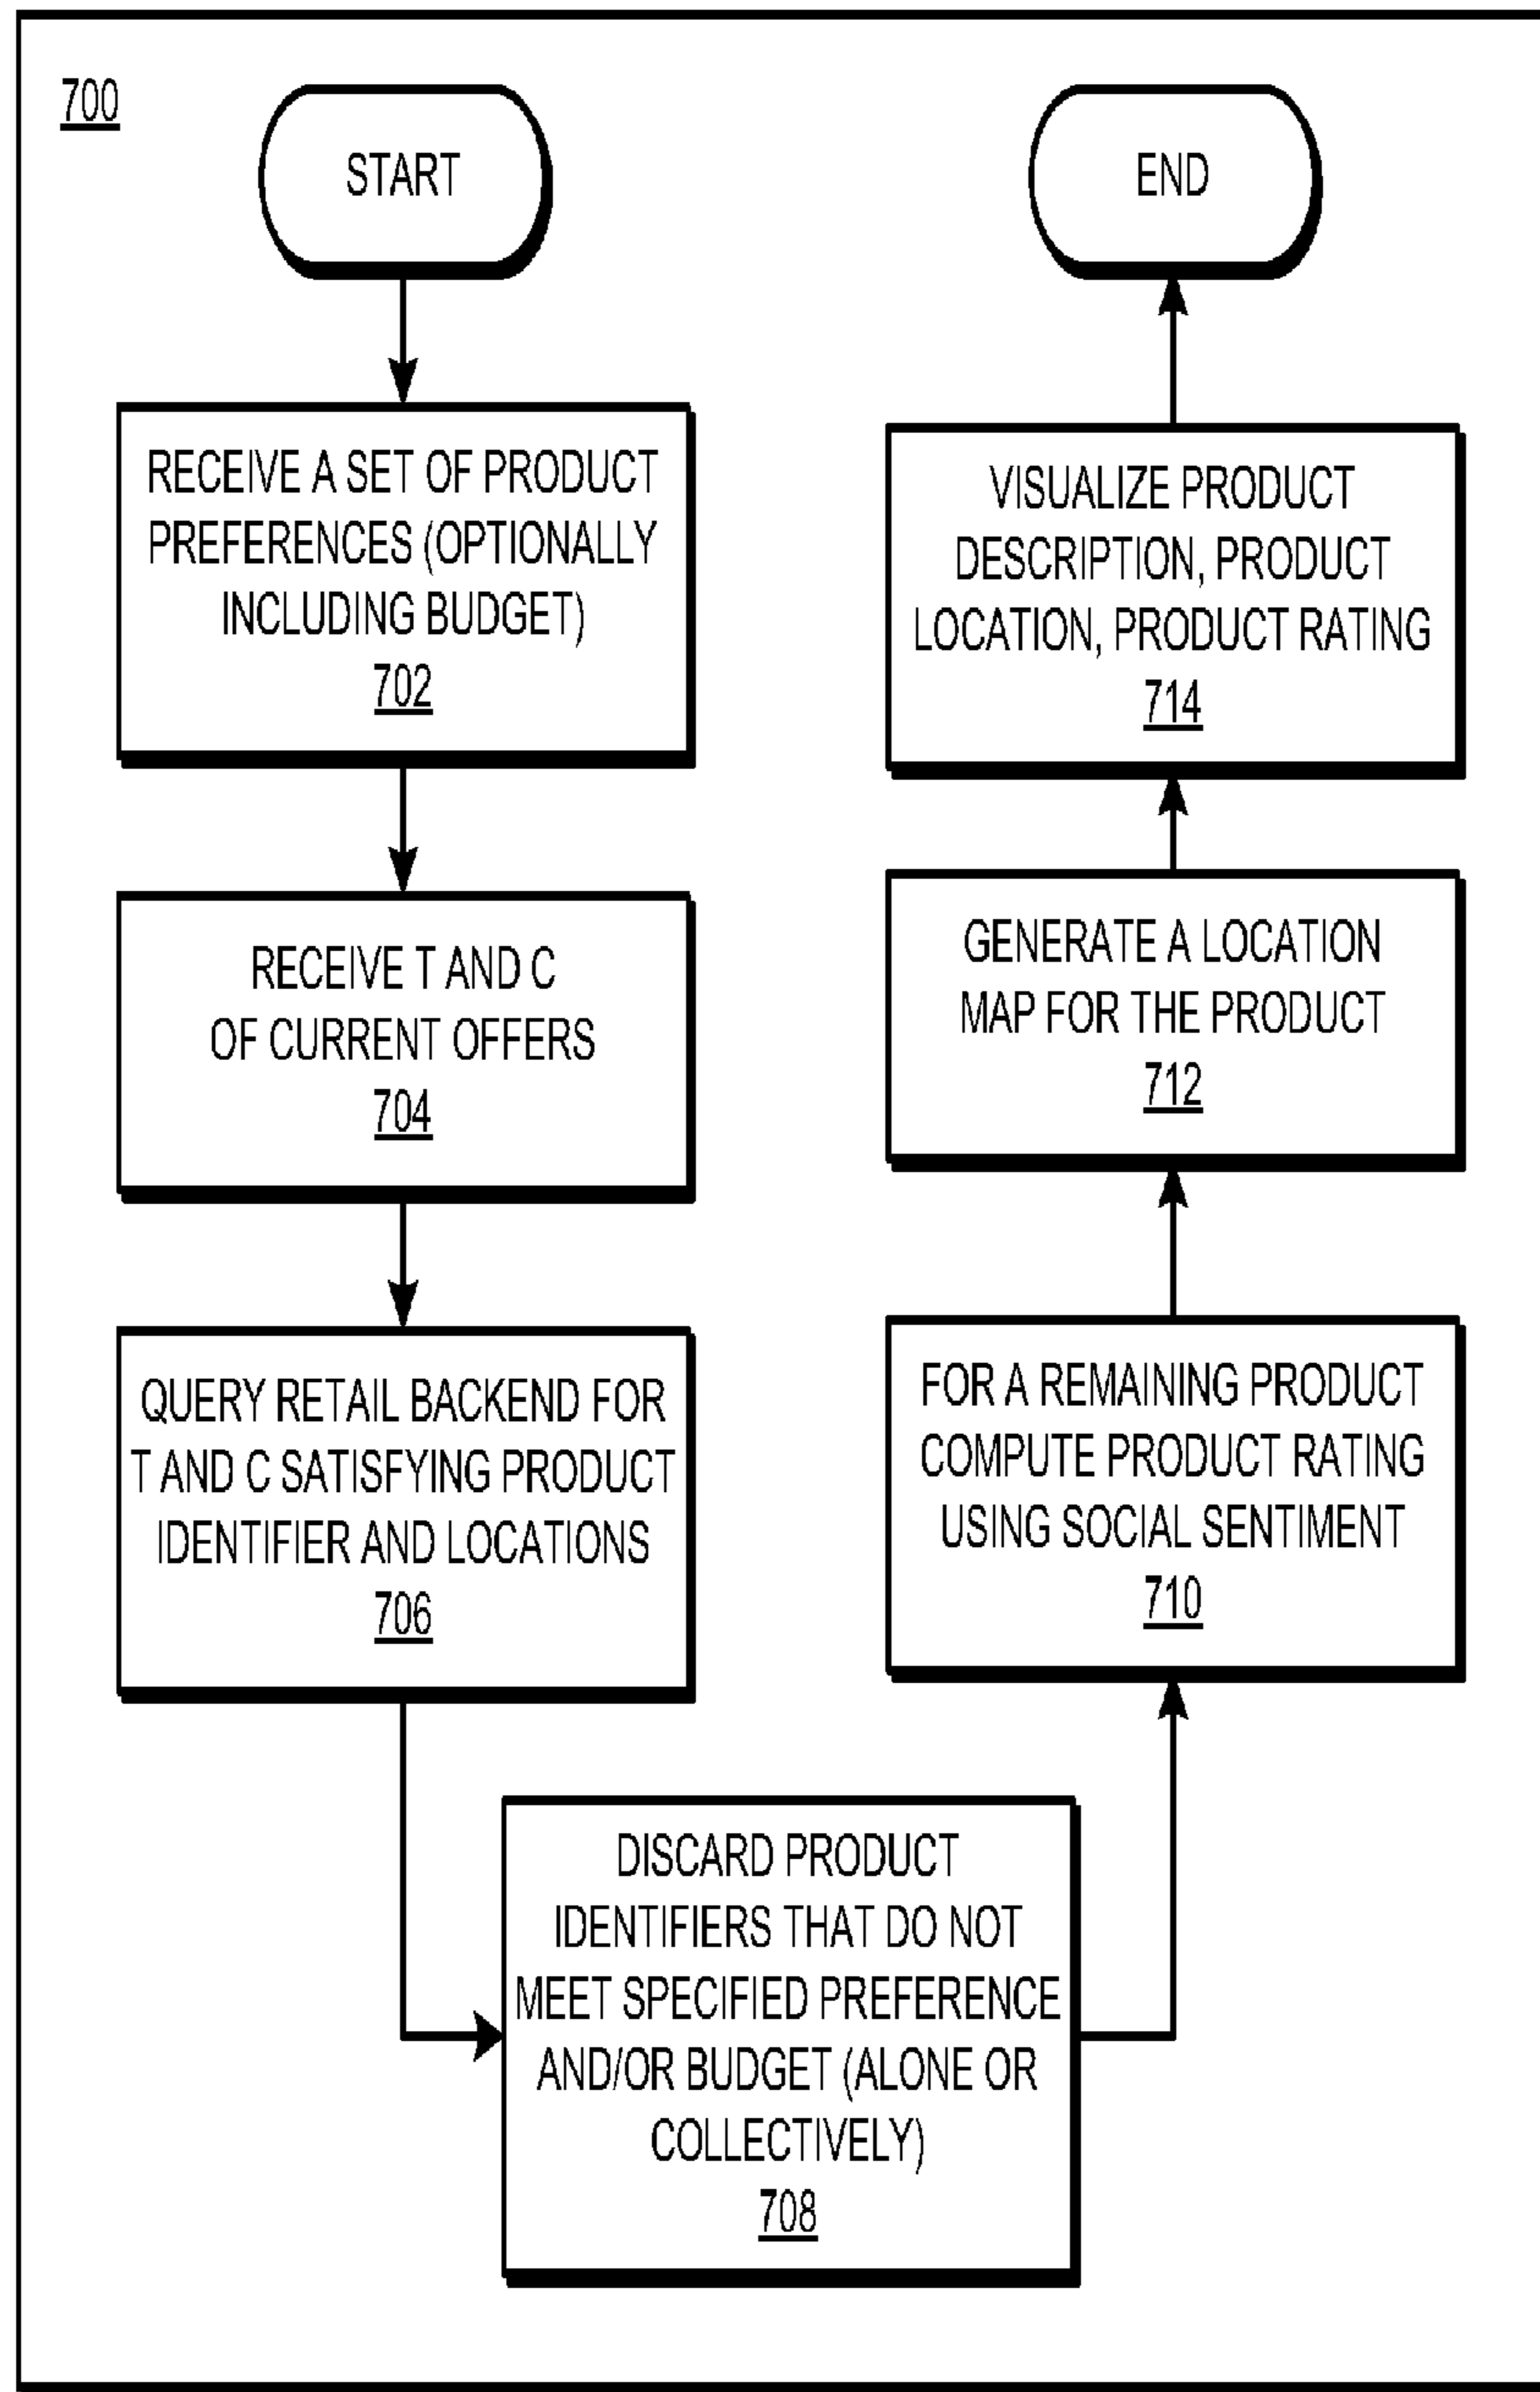 700
START
RECEIVE A SET OF PRODUCT
PREFERENCES (OPTIONALLY
INCLUDING BUDGET)
702
RECEIVE T AND C
OF CURRENT OFFERS
704
QUERY RETAIL BACKEND FOR
T AND C SATISFYING PRODUCT
IDENTIFIER AND LOCATIONS
706
DISCARD PRODUCT
IDENTIFIERS THAT DO NOT
MEET SPECIFIED PREFERENCE
AND/OR BUDGET (ALONE OR
COLLECTIVELY)
708
FOR A REMAINING PRODUCT
COMPUTE PRODUCT RATING
USING SOCIAL SENTIMENT
710
GENERATE A LOCATION
MAP FOR THE PRODUCT
712
VISUALIZE PRODUCT
DESCRIPTION, PRODUCT
LOCATION, PRODUCT RATING
714
END